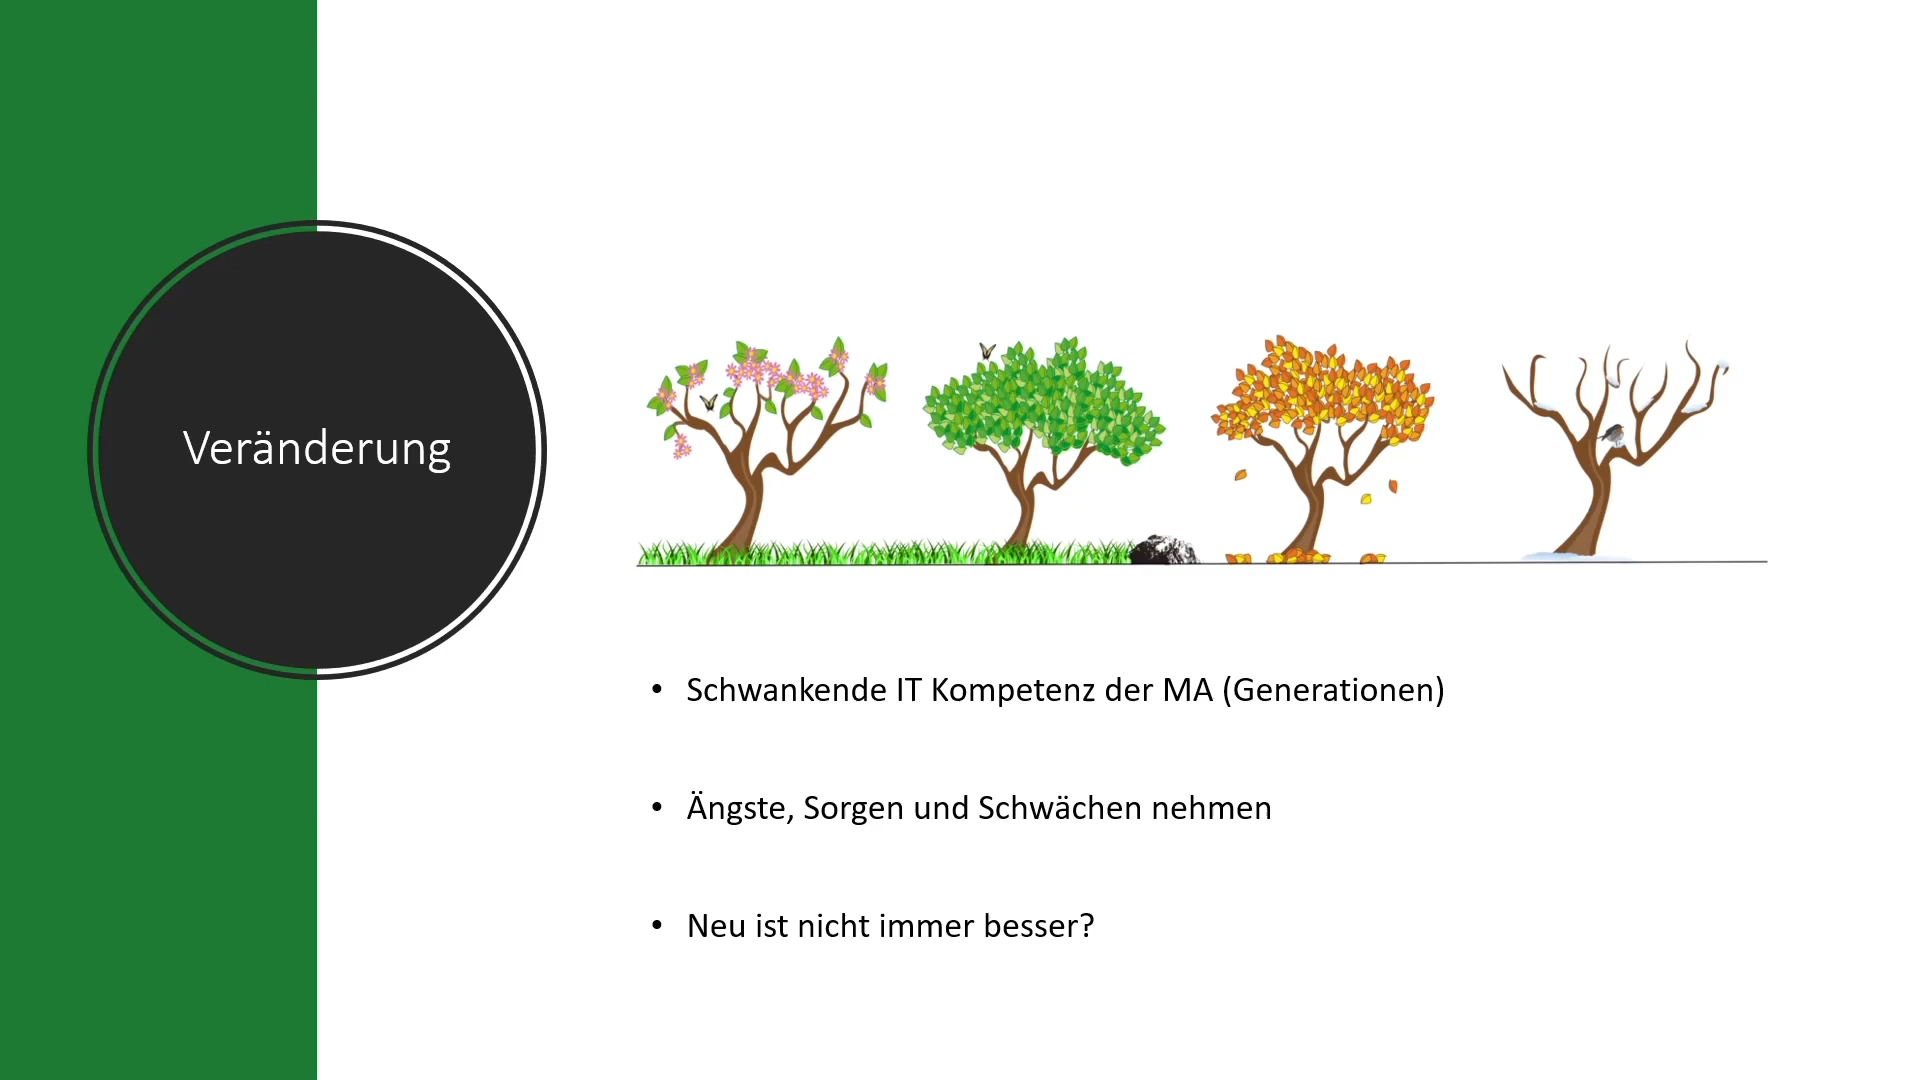 Veränderung
• Schwankende IT Kompetenz der MA (Generationen)
• Ängste, Sorgen und Schwächen nehmen
• Neu ist nicht immer besser?